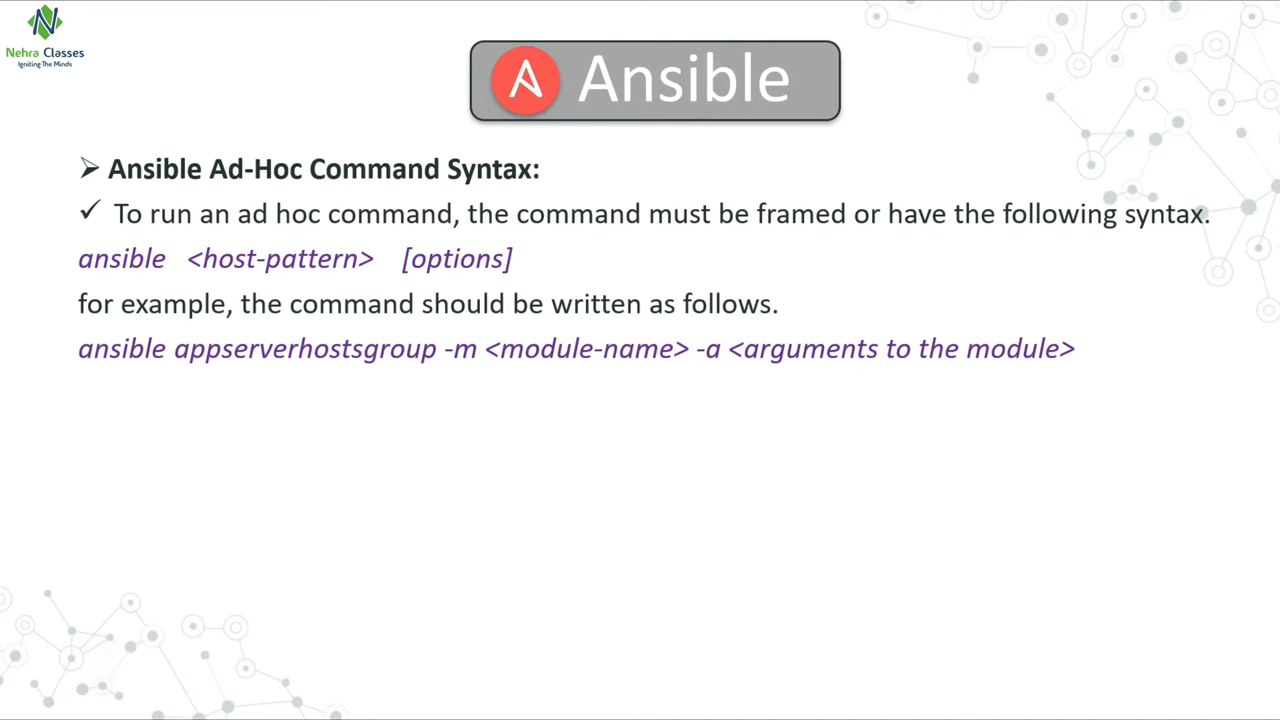 Nehra Classes
Igniting The Minds
Ansible
Ansible Ad-Hoc Command Syntax:
To run an ad hoc command, the command must be framed or have the following syntax.
ansible <host-pattern> [options]
for example, the command should be written as follows.
ansible appserverhostsgroup -m <module-name> -a <arguments to the module>